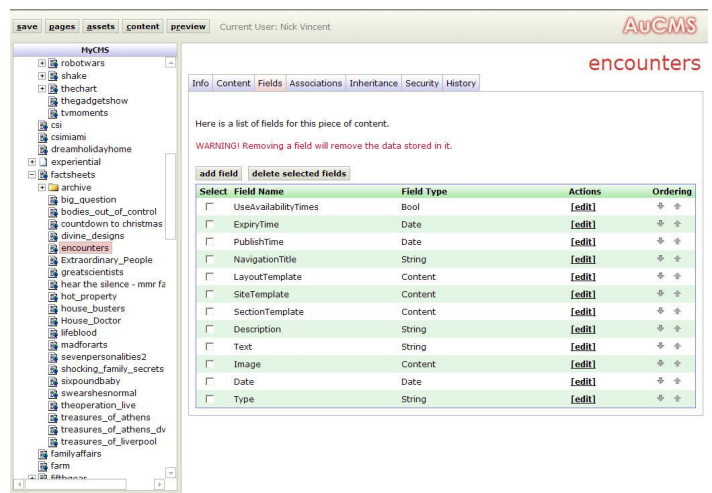 save pages assets content preview Current User: Nick Vincent AuCMS
MyCMS
robotwars
shake
thechart
thegadgetshow
tvmoments
csi
csimiami
dreamholidayhome
experiential
factsheets
archive
big_question
bodies_out_of_control
countdown to christmas
divine_designs
encounters
Extraordinary_People
greatscientists
hear the silence - mmr fa
hot_property
house_busters
House_Doctor
lifeblood
madforarts
sevenpersonalities2
shocking_family_secrets
sixpoundbaby
swearshesnormal
theoperation_live
treasures_of_athens
treasures_of_athens_dv
treasures_of_liverpool
familyaffairs
farm
fifthgear
encounters
Info Content Fields Associations Inheritance Security History
Here is a list of fields for this piece of content.
WARNING! Removing a field will remove the data stored in it.
add field delete selected fields
Select Field Name Field Type Actions Ordering
UseAvailabilityTimes Bool [edit]
ExpiryTime Date [edit]
PublishTime Date [edit]
NavigationTitle String [edit]
LayoutTemplate Content [edit]
SiteTemplate Content [edit]
SectionTemplate Content [edit]
Description String [edit]
Text String [edit]
Image Content [edit]
Date Date [edit]
Type String [edit]